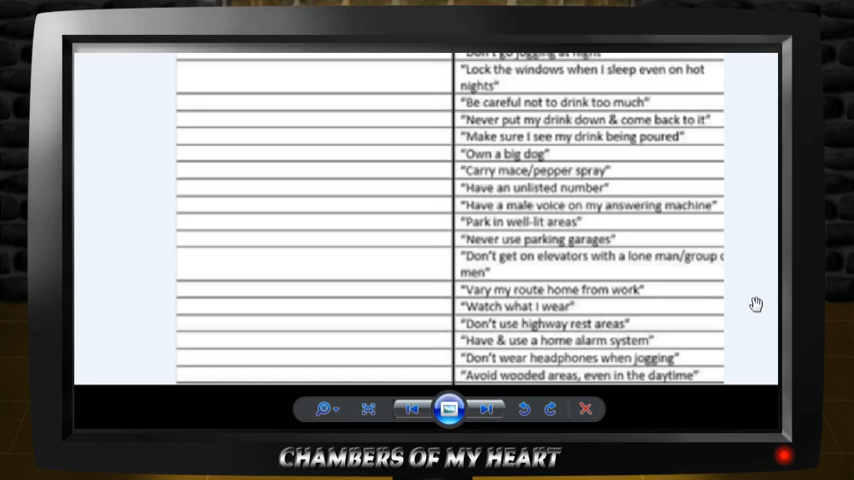 "Don't go jogging at night"
"Lock the windows when I sleep even on hot
nights"
"Be careful not to drink too much"
"Never put my drink down & come back to it"
"Make sure I see my drink being poured"
"Own a big dog"
"Carry mace/pepper spray"
"Have an unlisted number"
"Have a male voice on my answering machine"
"Park in well-lit areas"
"Never use parking garages"
"Don't get on elevators with a lone man/group
men"
"Vary my route home from work"
"Watch what I wear"
"Don't use highway rest areas"
"Have & use a home alarm system"
"Don't wear headphones when jogging"
"Avoid wooded areas, even in the daytime"
CHAMBERS OF MY HEART